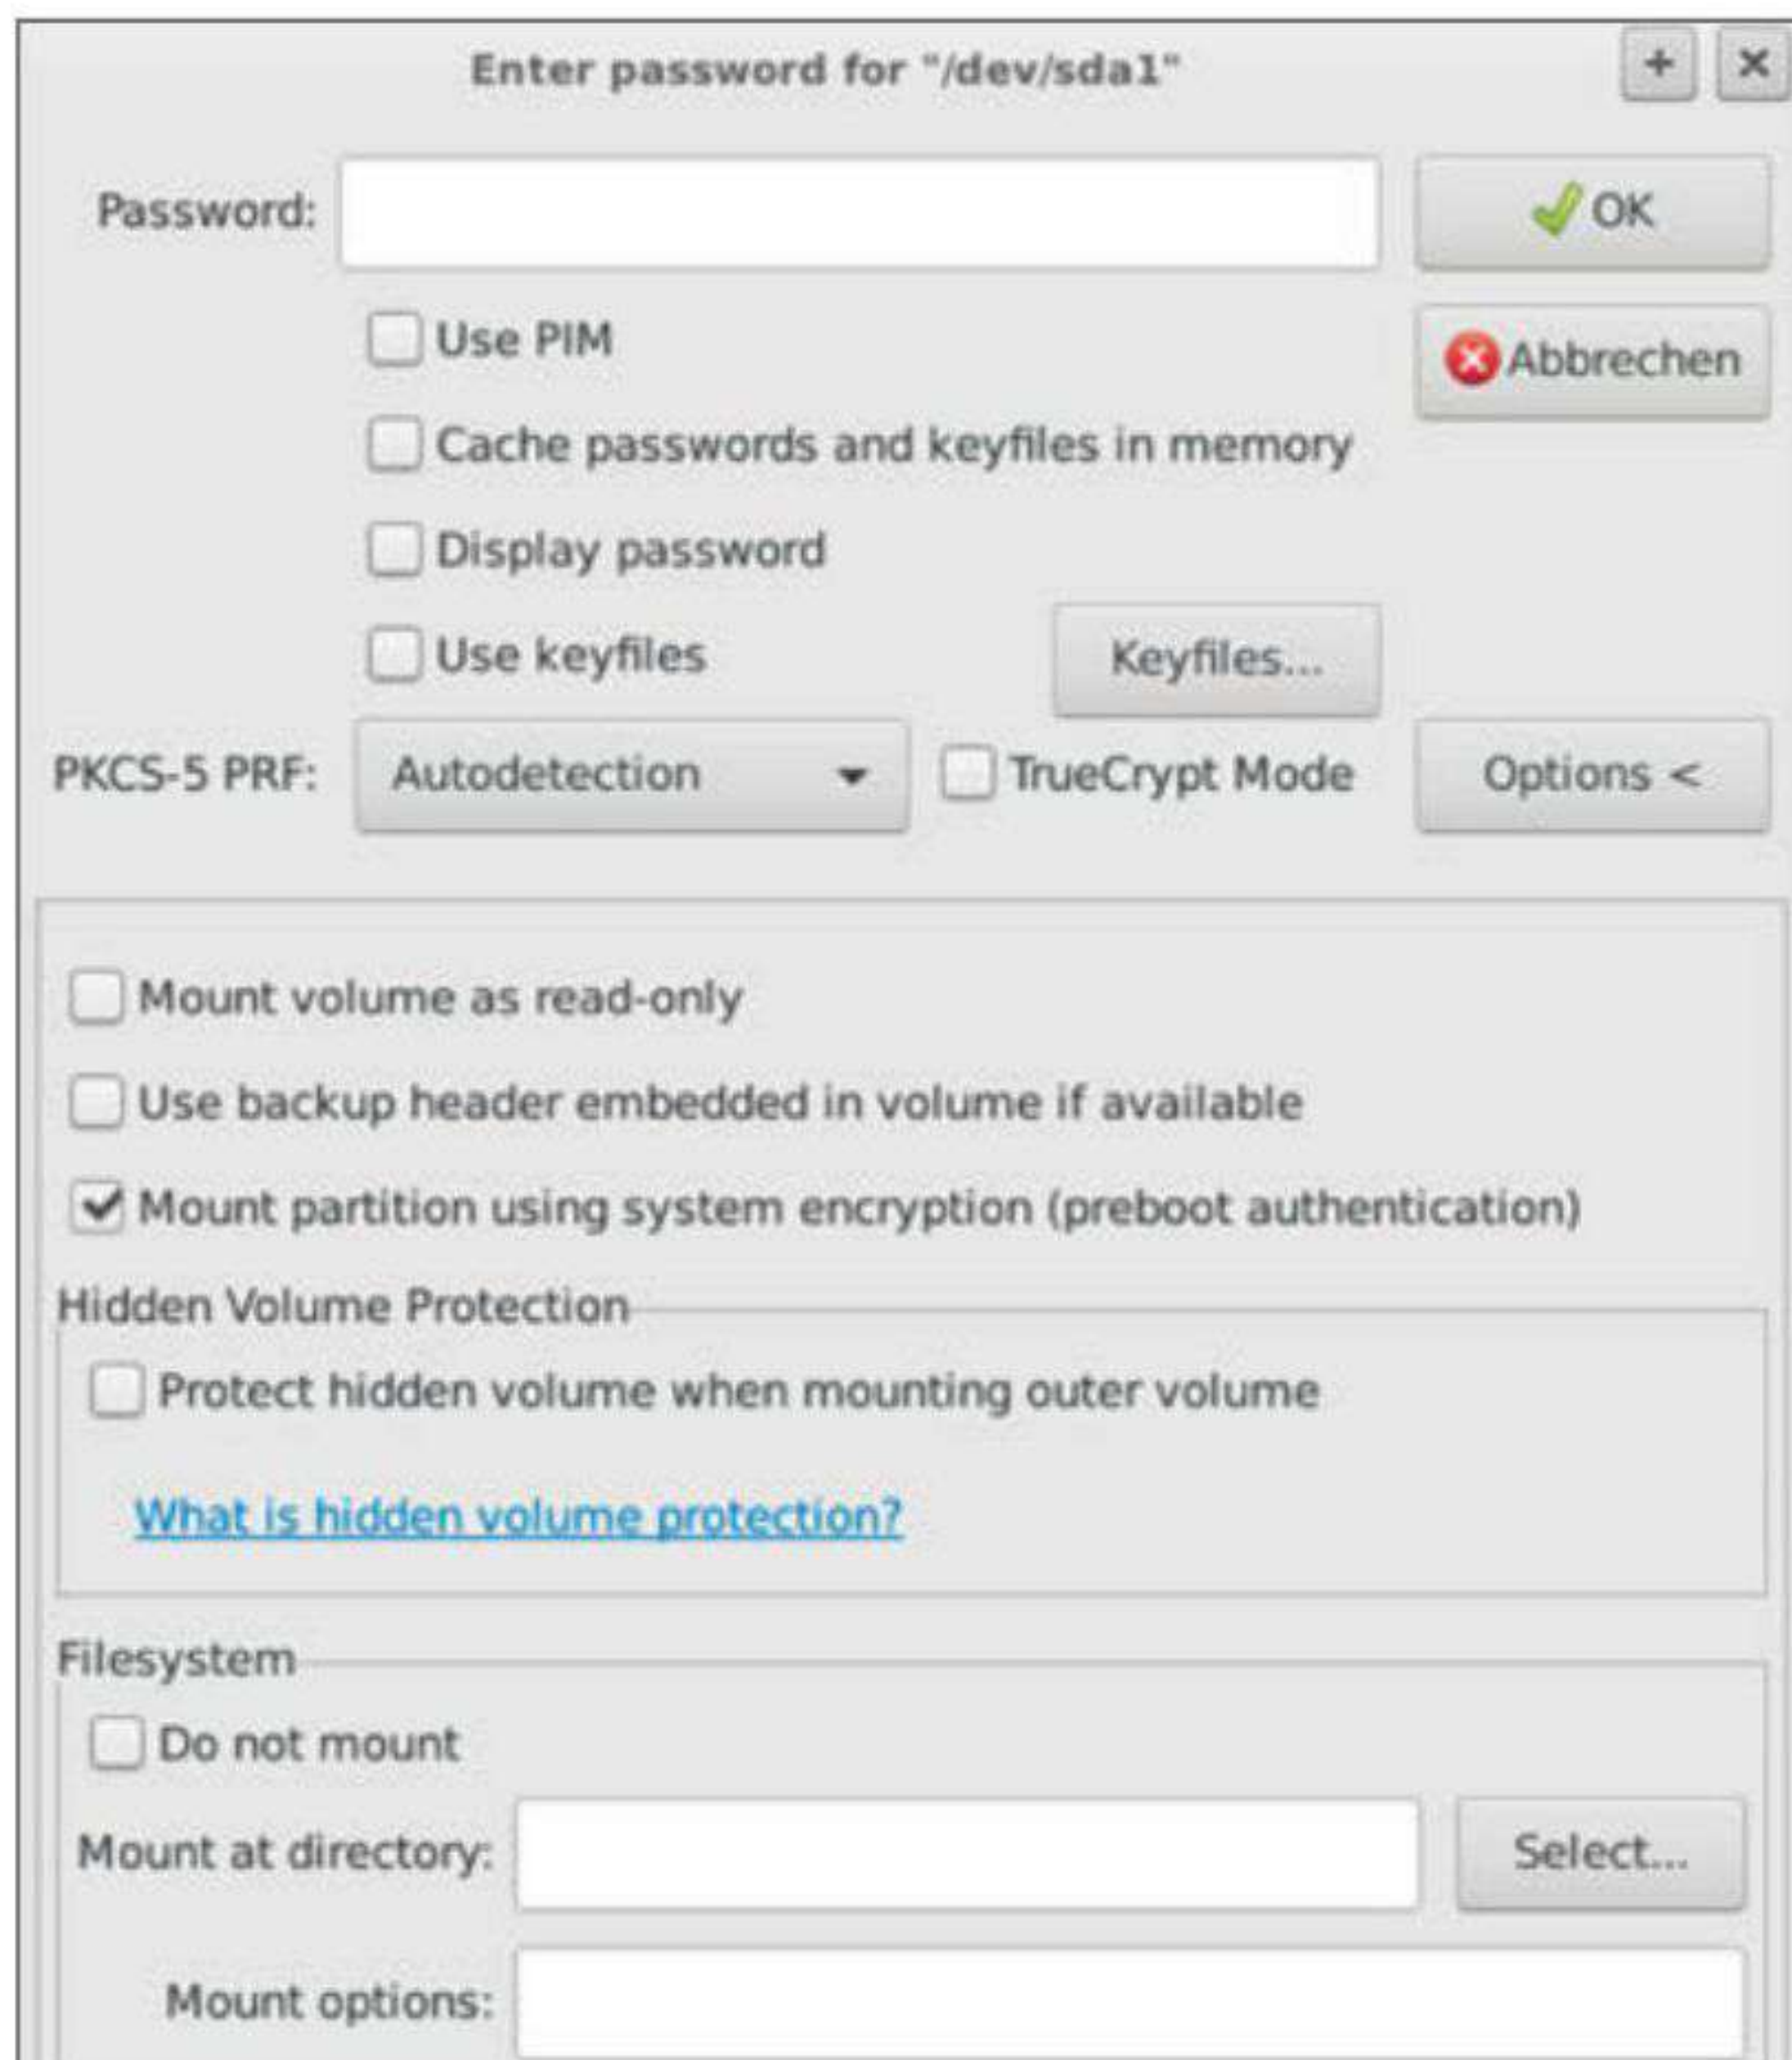 Enter password for "/dev/sda1"
Password:
OK
Use PIM
Abbrechen
Cache passwords and keyfiles in memory
Display password
Use keyfiles
Keyfiles...
PKCS-5 PRF:
Autodetection
TrueCrypt Mode
Options <
Mount volume as read-only
Use backup header embedded in volume if available
Mount partition using system encryption (preboot authentication)
Hidden Volume Protection
Protect hidden volume when mounting outer volume
What is hidden volume protection?
Filesystem
Do not mount
Mount at directory:
Select...
Mount options: